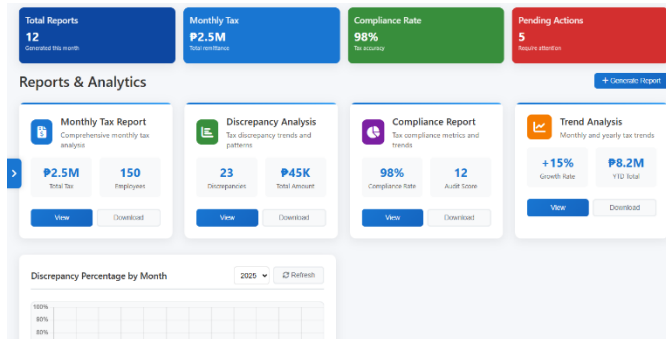 Total Reports
12
Generated this month
Monthly Tax
₱2.5M
Total remittance
Compliance Rate
98%
Tax accuracy
Pending Actions
5
Require attention
Reports & Analytics
+ Generate Report
Monthly Tax Report
Comprehensive monthly tax
analysis
₱2.5M
Total Tax
150
Employees
View
Download
Discrepancy Analysis
Tax discrepancy trends and
patterns
23
Discrepancies
₱45K
Total Amount
View
Download
Compliance Report
Tax compliance metrics and
trends
98%
Compliance Rate
12
Audit Score
View
Download
Trend Analysis
Monthly and yearly tax trends
+15%
Growth Rate
₱8.2M
YTD Total
View
Download
Discrepancy Percentage by Month
2025
Refresh
100%
80%
80%